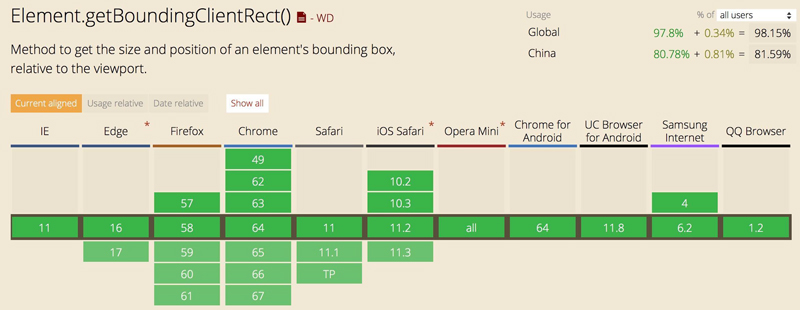 Element.getBoundingClientRect() - WD
Usage % of all users
Global 97.8% + 0.34% = 98.15%
China 80.78% + 0.81% = 81.59%
Method to get the size and position of an element's bounding box,
relative to the viewport.
Current aligned Usage relative Date relative Show all
IE Edge * Firefox Chrome Safari iOS Safari * Opera Mini * Chrome for Android UC Browser for Android Samsung Internet QQ Browser
49
62 10.2
57 63 10.3 4
11 16 58 64 11 11.2 all 64 11.8 6.2 1.2
17 59 65 11.1 11.3
60 66 TP
61 67